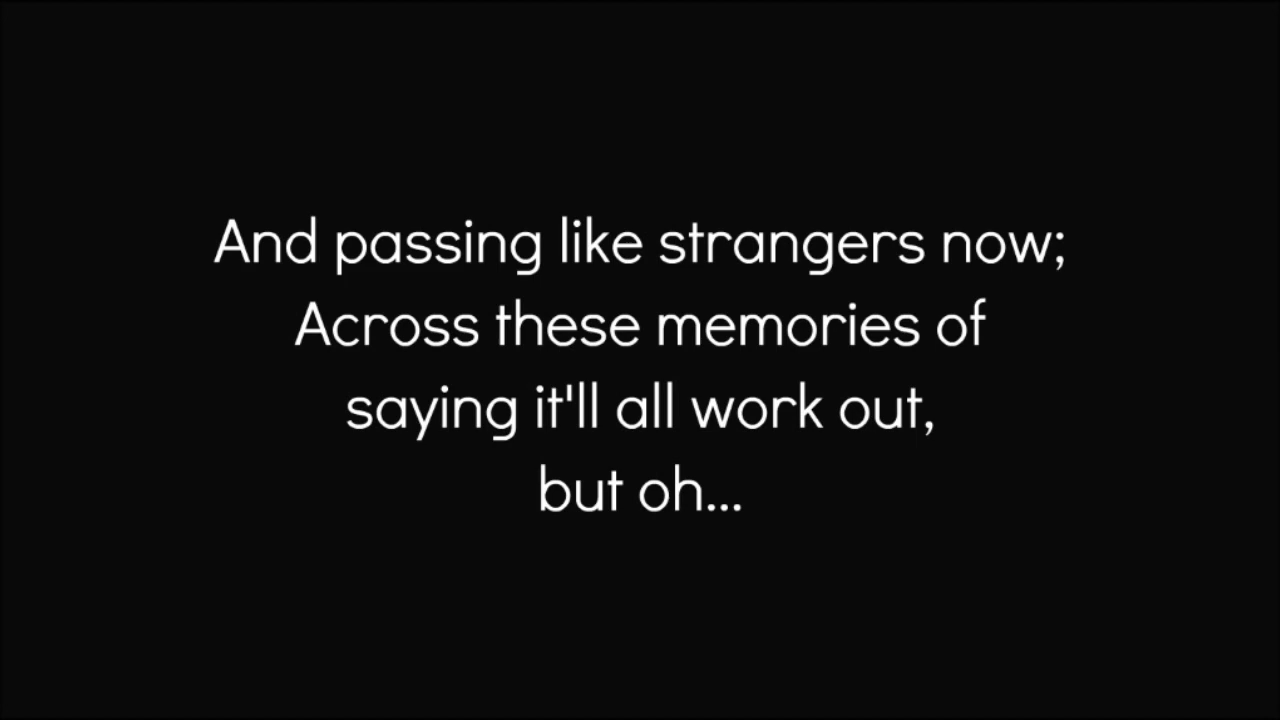 And passing like strangers now;
Across these memories of
saying it'll all work out,
but oh...